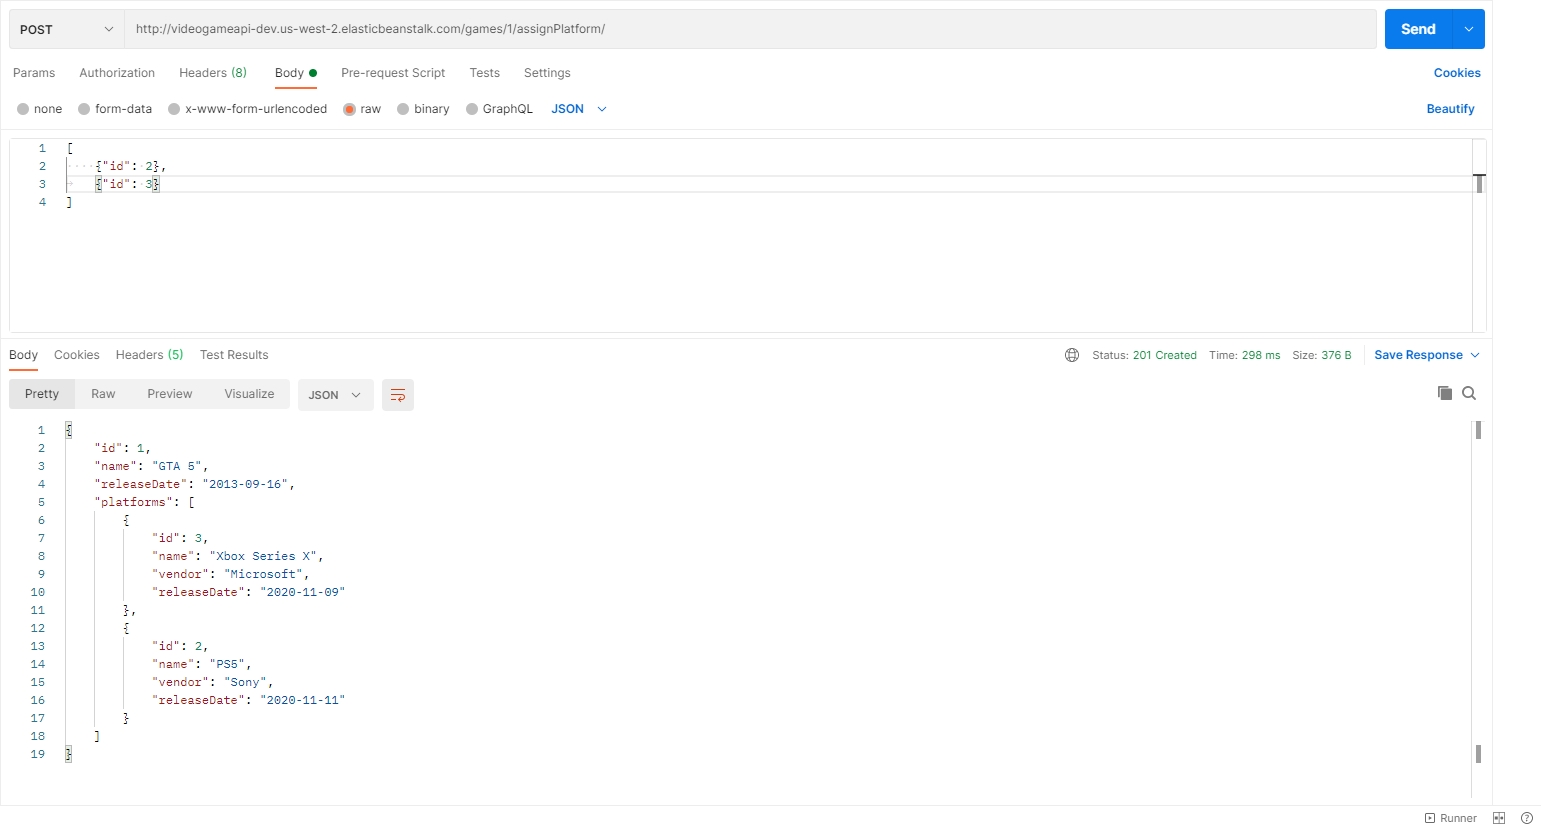 POST http://videogameapi-dev.us-west-2.elasticbeanstalk.com/games/1/assignPlatform/ Send
Params Authorization Headers (8) Body Pre-request Script Tests Settings Cookies
none form-data x-www-form-urlencoded raw binary GraphQL JSON Beautify
1 [
2 ····{"id":·2},
3 {"id":·3}
4 ]
Body Cookies Headers (5) Test Results Status: 201 Created Time: 298 ms Size: 376 B Save Response
Pretty Raw Preview Visualize JSON
1 {
2 "id": 1,
3 "name": "GTA 5",
4 "releaseDate": "2013-09-16",
5 "platforms": [
6 {
7 "id": 3,
8 "name": "Xbox Series X",
9 "vendor": "Microsoft",
10 "releaseDate": "2020-11-09"
11 },
12 {
13 "id": 2,
14 "name": "PS5",
15 "vendor": "Sony",
16 "releaseDate": "2020-11-11"
17 }
18 ]
19 }
Runner